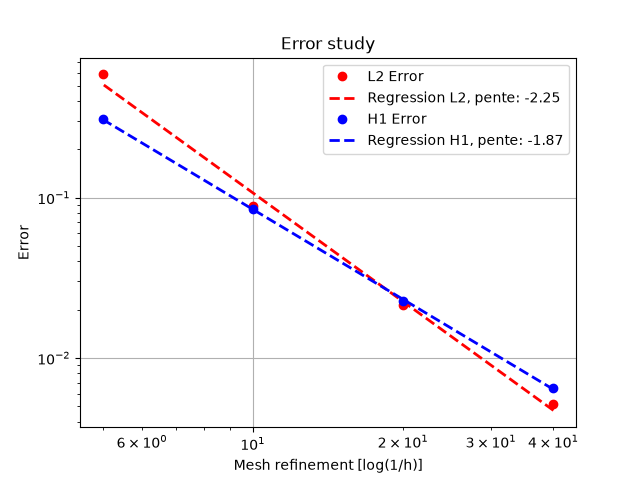 Error study
L2 Error
Regression L2, pente: -2.25
H1 Error
Regression H1, pente: -1.87
Error
10⁻¹
10⁻²
6 × 10⁰
10¹
2 × 10¹
3 × 10¹
4 × 10¹
Mesh refinement [log(1/h)]